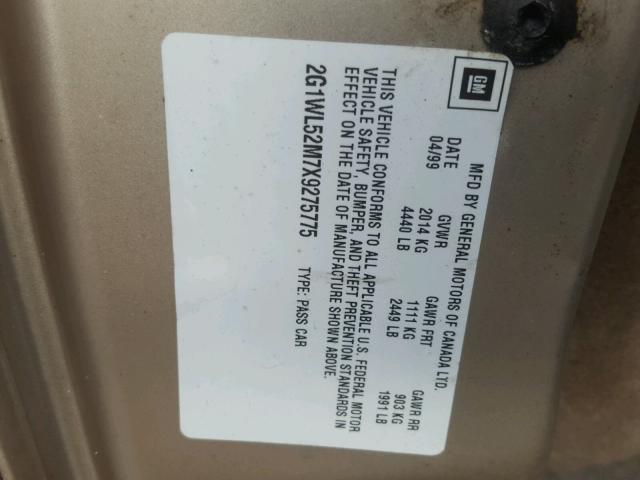 GM
MFD BY GENERAL MOTORS OF CANADA LTD.
DATE GVWR GAWR FRT GAWR RR
04/99 2014 KG 1111 KG 903 KG
4440 LB 2449 LB 1991 LB
THIS VEHICLE CONFORMS TO ALL APPLICABLE U.S. FEDERAL MOTOR
VEHICLE SAFETY, BUMPER, AND THEFT PREVENTION STANDARDS IN
EFFECT ON THE DATE OF MANUFACTURE SHOWN ABOVE.
2G1WL52M7X9275775 TYPE: PASS CAR